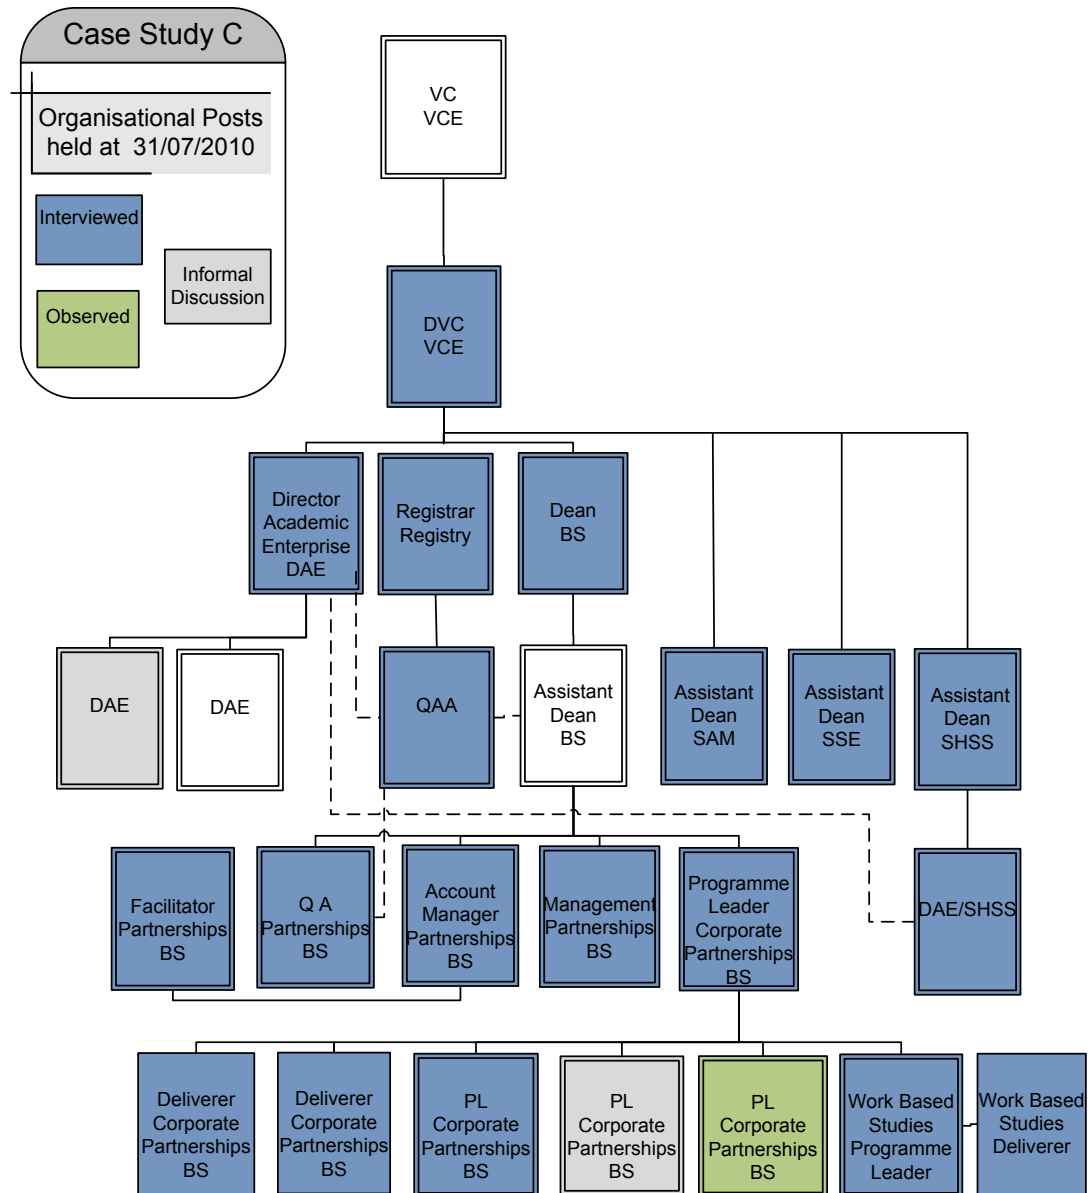 Case Study C
Organisational Posts
held at 31/07/2010
Interviewed
Informal
Discussion
Observed
VC
VCE
DVC
VCE
Director
Academic
Enterprise
DAE
Registrar
Registry
Dean
BS
DAE
DAE
QAA
Assistant
Dean
BS
Assistant
Dean
SAM
Assistant
Dean
SSE
Assistant
Dean
SHSS
Facilitator
Partnerships
BS
Q A
Partnerships
BS
Account
Manager
Partnerships
BS
Management
Partnerships
BS
Programme
Leader
Corporate
Partnerships
BS
DAE/SHSS
Deliverer
Corporate
Partnerships
BS
Deliverer
Corporate
Partnerships
BS
PL
Corporate
Partnerships
BS
PL
Corporate
Partnerships
BS
PL
Corporate
Partnerships
BS
Work Based
Studies
Programme
Leader
Work Based
Studies
Deliverer